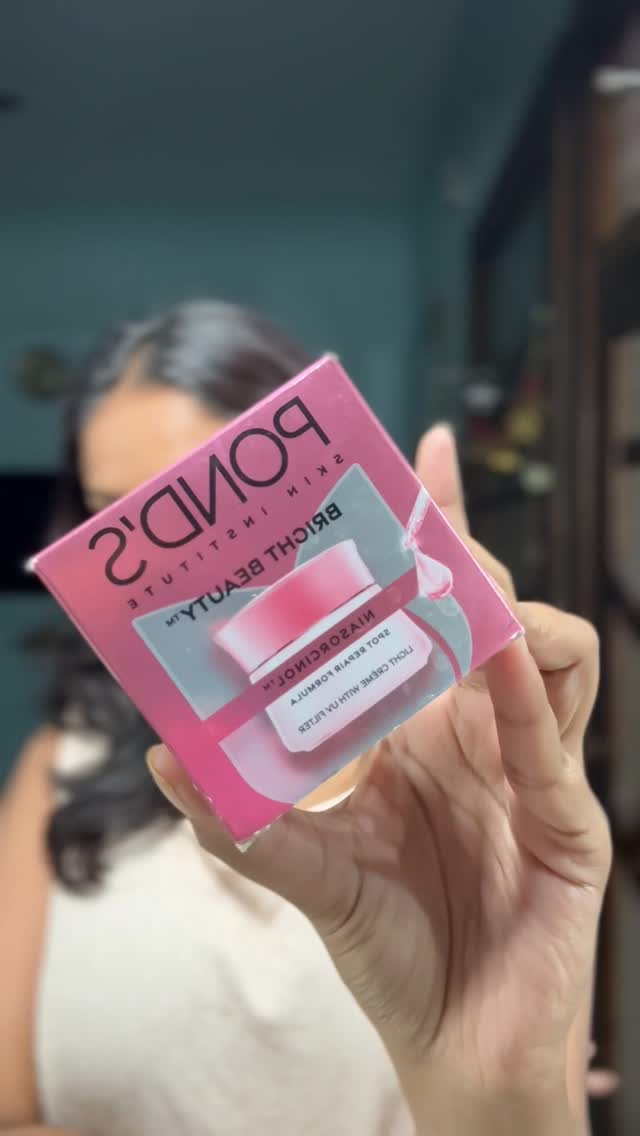 POND'S
SKIN INSTITUTE
BRIGHT BEAUTY™
NIASORCINOL™
SPOT REPAIR FORMULA
LIGHT CRÈME WITH UV FILTER